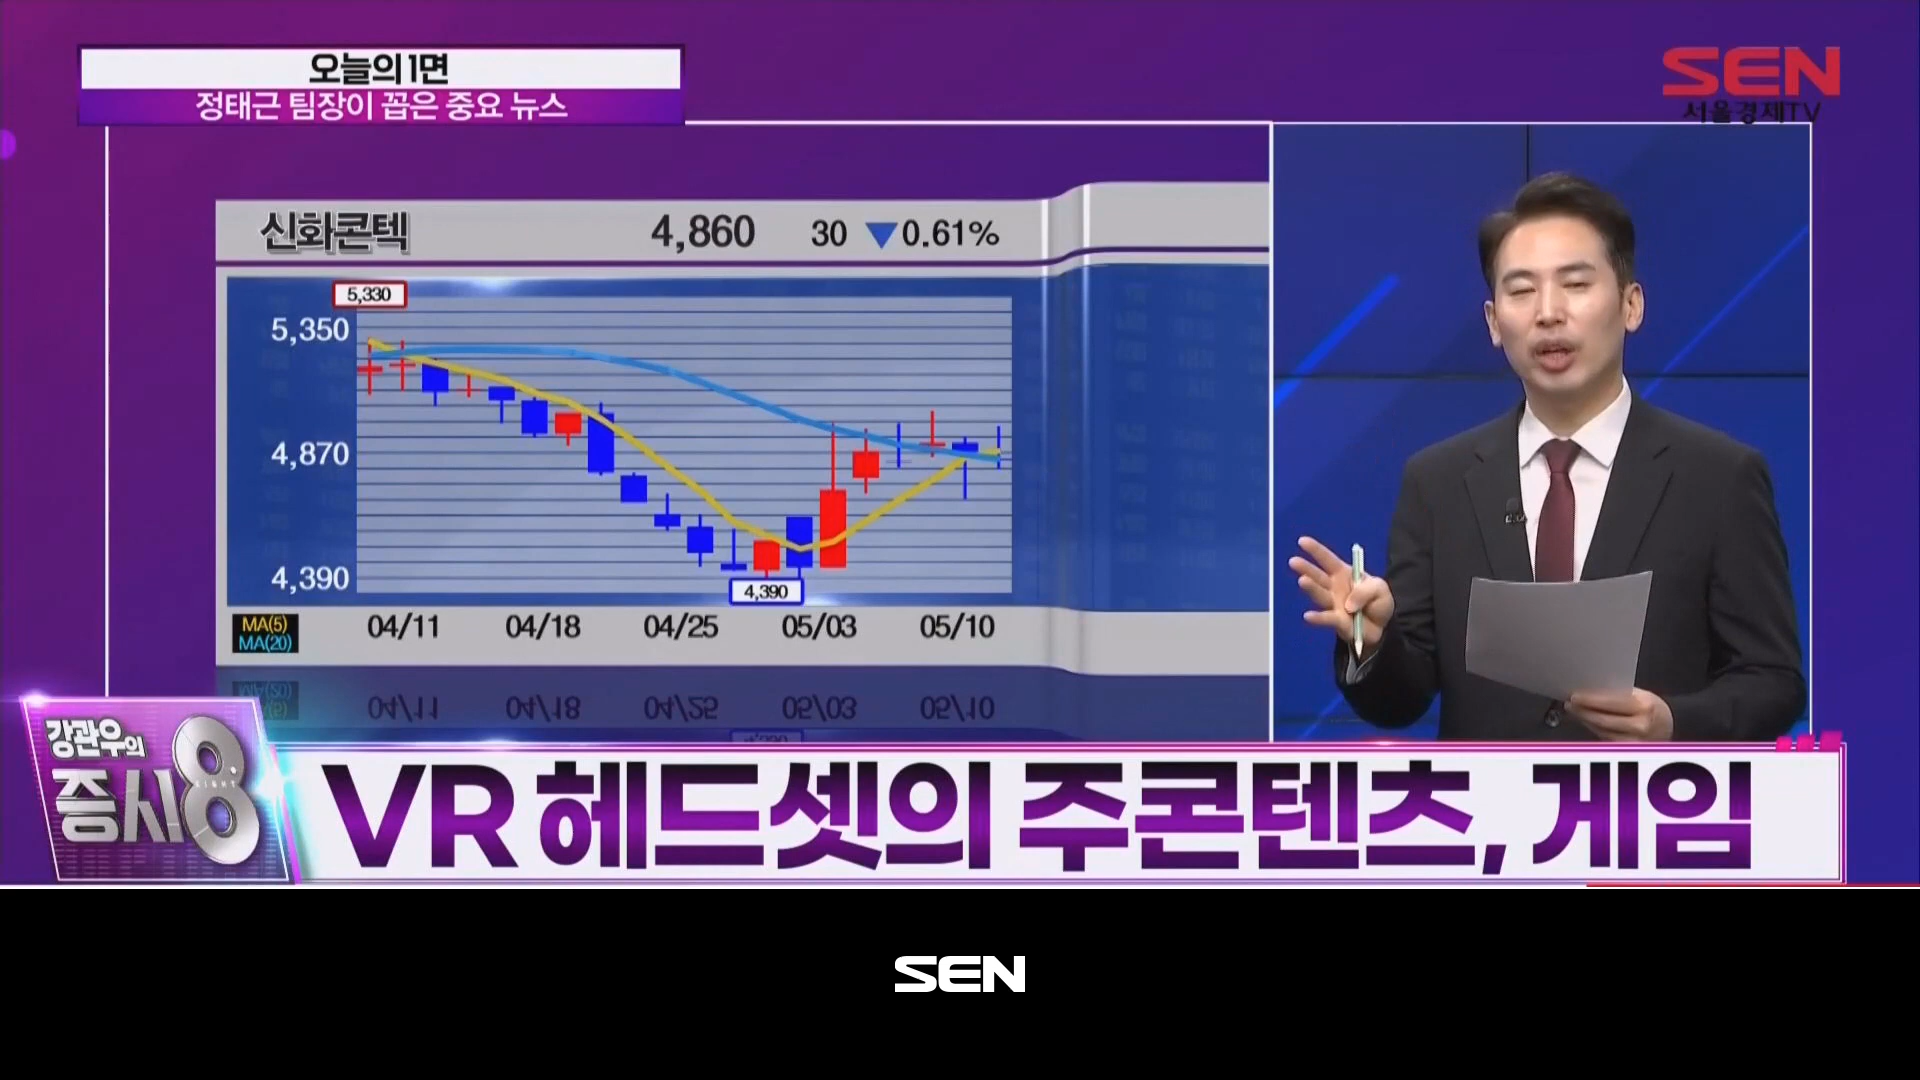 오늘의 1면
정태근 팀장이 꼽은 중요 뉴스
SEN
서울경제TV
신화콘텍 4,860 30 ▼0.61%
5,330
5,350
4,870
4,390
4,390
MA(5)
MA(20)
04/11 04/18 04/25 05/03 05/10
강관우의
증시8
EIGHT
VR 헤드셋의 주콘텐츠, 게임
SEN